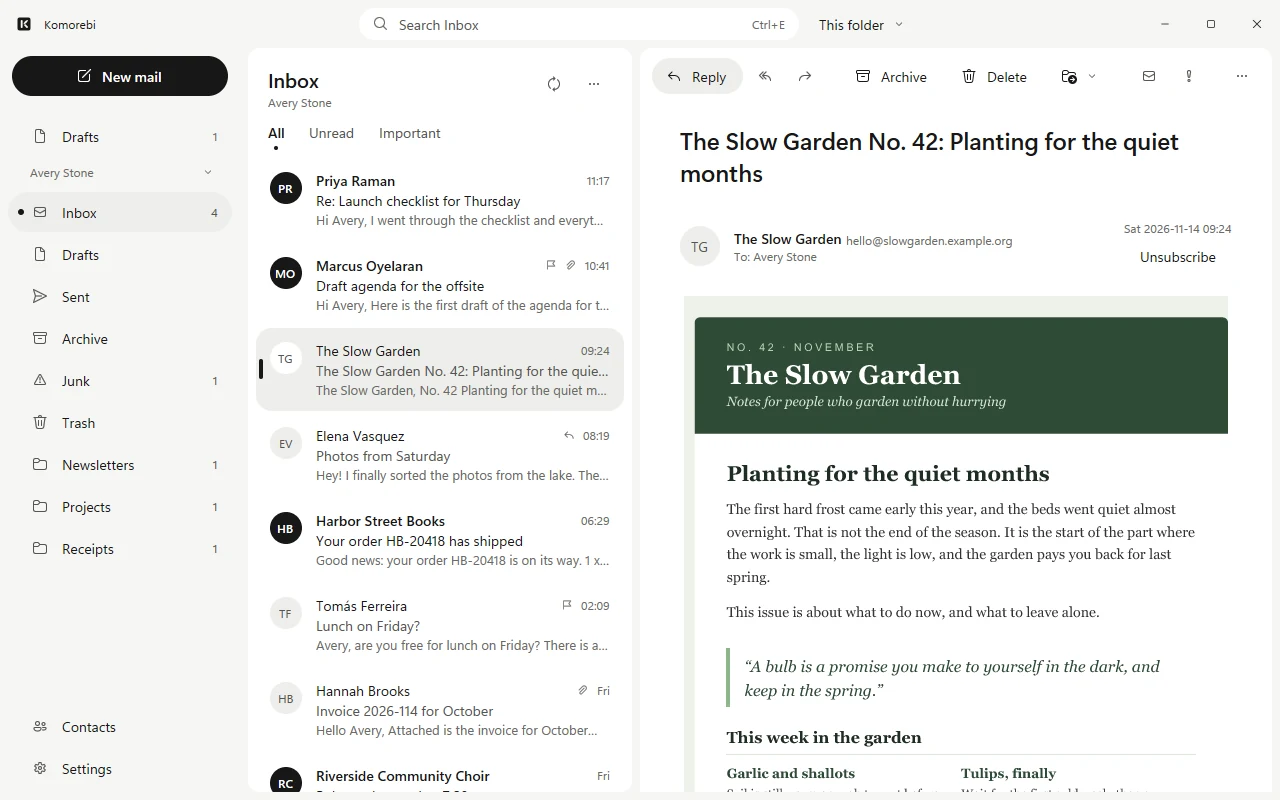 Komorebi
Search Inbox
Ctrl+E
This folder
New mail
Drafts 1
Avery Stone
Inbox 4
Drafts
Sent
Archive
Junk 1
Trash
Newsletters 1
Projects 1
Receipts 1
Contacts
Settings
Inbox
Avery Stone
All Unread Important
PR
Priya Raman 11:17
Re: Launch checklist for Thursday
Hi Avery, I went through the checklist and everyt...
MO
Marcus Oyelaran 10:41
Draft agenda for the offsite
Hi Avery, Here is the first draft of the agenda for t...
TG
The Slow Garden 09:24
The Slow Garden No. 42: Planting for the quie...
The Slow Garden, No. 42 Planting for the quiet m...
EV
Elena Vasquez 08:19
Photos from Saturday
Hey! I finally sorted the photos from the lake. The...
HB
Harbor Street Books 06:29
Your order HB-20418 has shipped
Good news: your order HB-20418 is on its way. 1 x...
TF
Tomás Ferreira 02:09
Lunch on Friday?
Avery, are you free for lunch on Friday? There is a...
HB
Hannah Brooks Fri
Invoice 2026-114 for October
Hello Avery, Attached is the invoice for October...
RC
Riverside Community Choir Fri
Reply
Archive
Delete
The Slow Garden No. 42: Planting for the quiet
months
TG
The Slow Garden hello@slowgarden.example.org
To: Avery Stone
Sat 2026-11-14 09:24
Unsubscribe
NO. 42 · NOVEMBER
The Slow Garden
Notes for people who garden without hurrying
Planting for the quiet months
The first hard frost came early this year, and the beds went quiet almost
overnight. That is not the end of the season. It is the start of the part where
the work is small, the light is low, and the garden pays you back for last
spring.
This issue is about what to do now, and what to leave alone.
“A bulb is a promise you make to yourself in the dark, and
keep in the spring.”
This week in the garden
Garlic and shallots
Tulips, finally